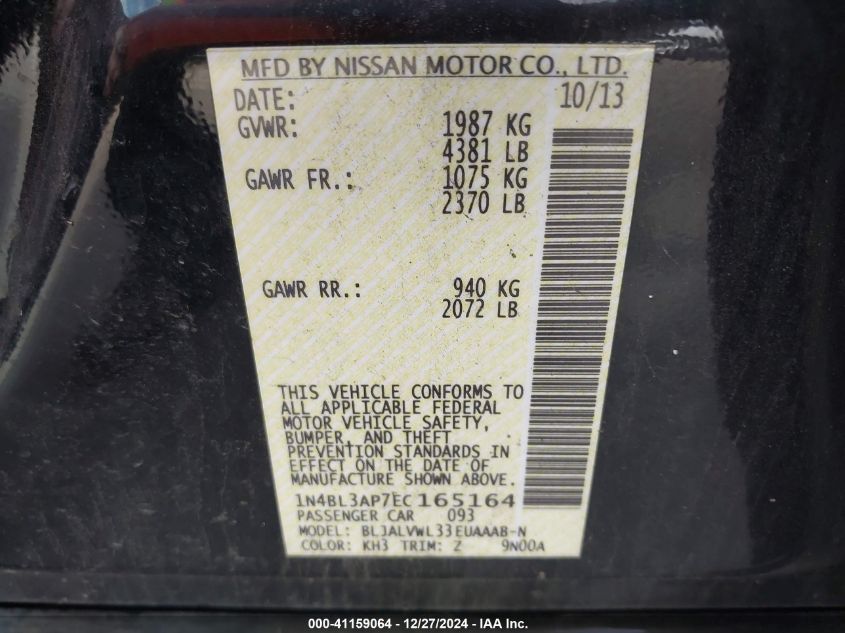 MFD BY NISSAN MOTOR CO., LTD.
DATE: 10/13
GVWR: 1987 KG
4381 LB
GAWR FR.: 1075 KG
2370 LB
GAWR RR.: 940 KG
2072 LB
THIS VEHICLE CONFORMS TO
ALL APPLICABLE FEDERAL
MOTOR VEHICLE SAFETY,
BUMPER, AND THEFT
PREVENTION STANDARDS IN
EFFECT ON THE DATE OF
MANUFACTURE SHOWN ABOVE.
1N4BL3AP7EC165164
PASSENGER CAR 093
MODEL: BLJALVWL33EUAAAB-N
COLOR: KH3 TRIM: Z 9N00A
000-41159064 - 12/27/2024 - IAA Inc.